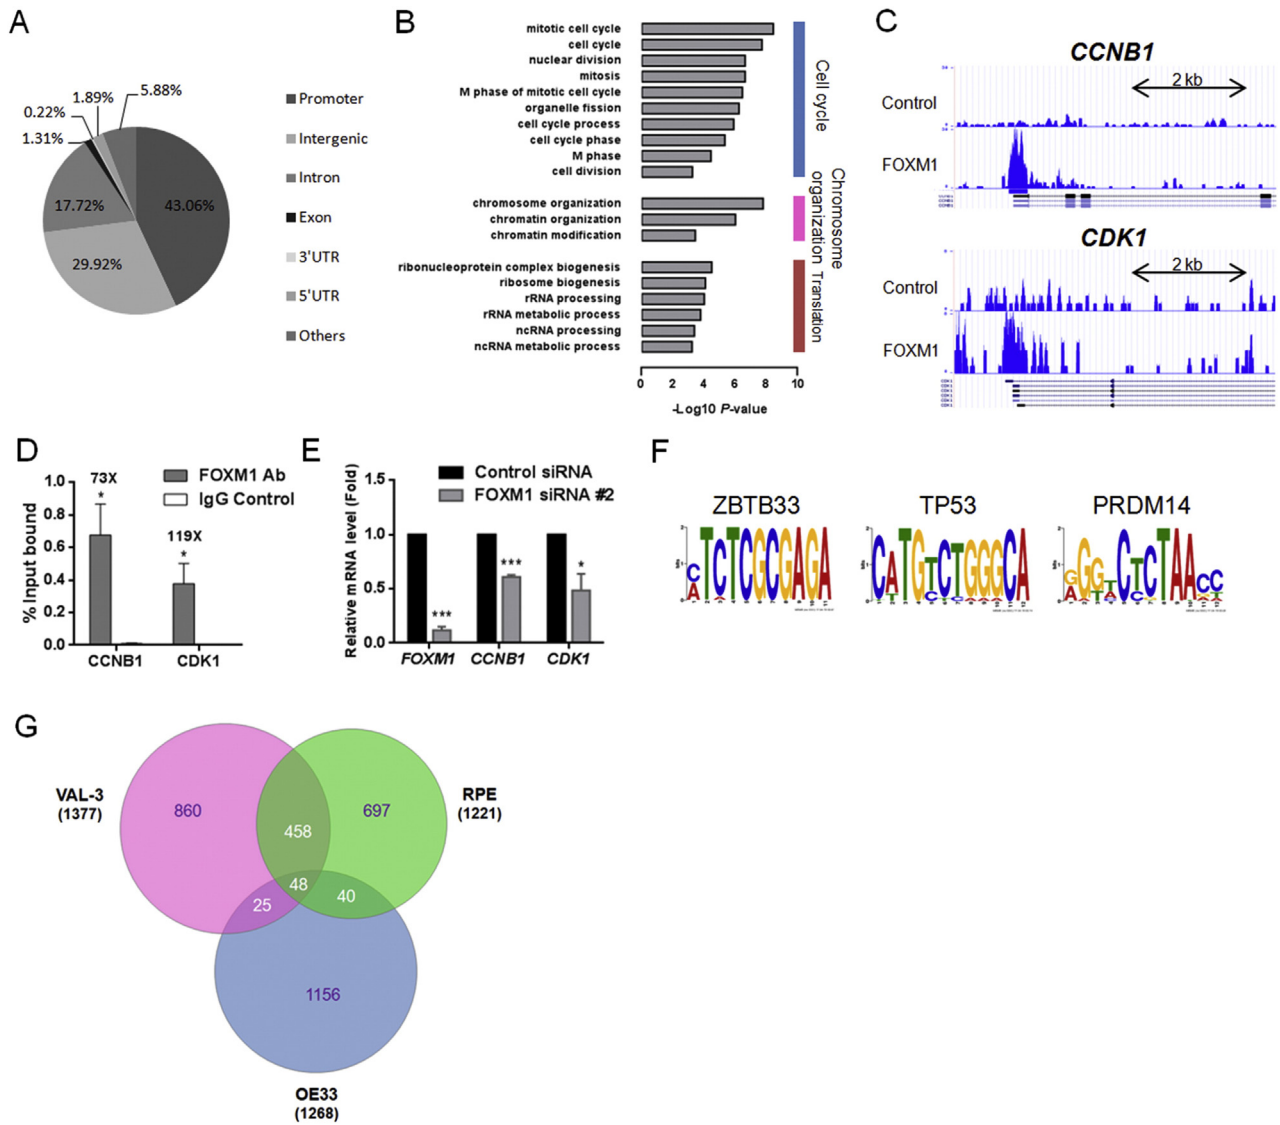 A
1.89%
5.88%
0.22%
1.31%
17.72%
43.06%
29.92%
Promoter
Intergenic
Intron
Exon
3'UTR
5'UTR
Others
B
mitotic cell cycle
cell cycle
nuclear division
mitosis
M phase of mitotic cell cycle
organelle fission
cell cycle process
cell cycle phase
M phase
cell division
chromosome organization
chromatin organization
chromatin modification
ribonucleoprotein complex biogenesis
ribosome biogenesis
rRNA processing
rRNA metabolic process
ncRNA processing
ncRNA metabolic process
0 2 4 6 8 10
-Log10 P-value
Cell cycle
Chromosome
organization
Translation
C
CCNB1
2 kb
Control
FOXM1
CDK1
2 kb
Control
FOXM1
D
FOXM1 Ab
IgG Control
73X
*
119X
*
% Input bound
1.0
0.8
0.6
0.4
0.2
0.0
CCNB1 CDK1
E
Control siRNA
FOXM1 siRNA #2
Relative mRNA level (Fold)
1.5
1.0
0.5
0.0
***
***
*
FOXM1 CCNB1 CDK1
F
ZBTB33
TP53
PRDM14
G
VAL-3
(1377)
RPE
(1221)
860
697
458
48
25
40
1156
OE33
(1268)